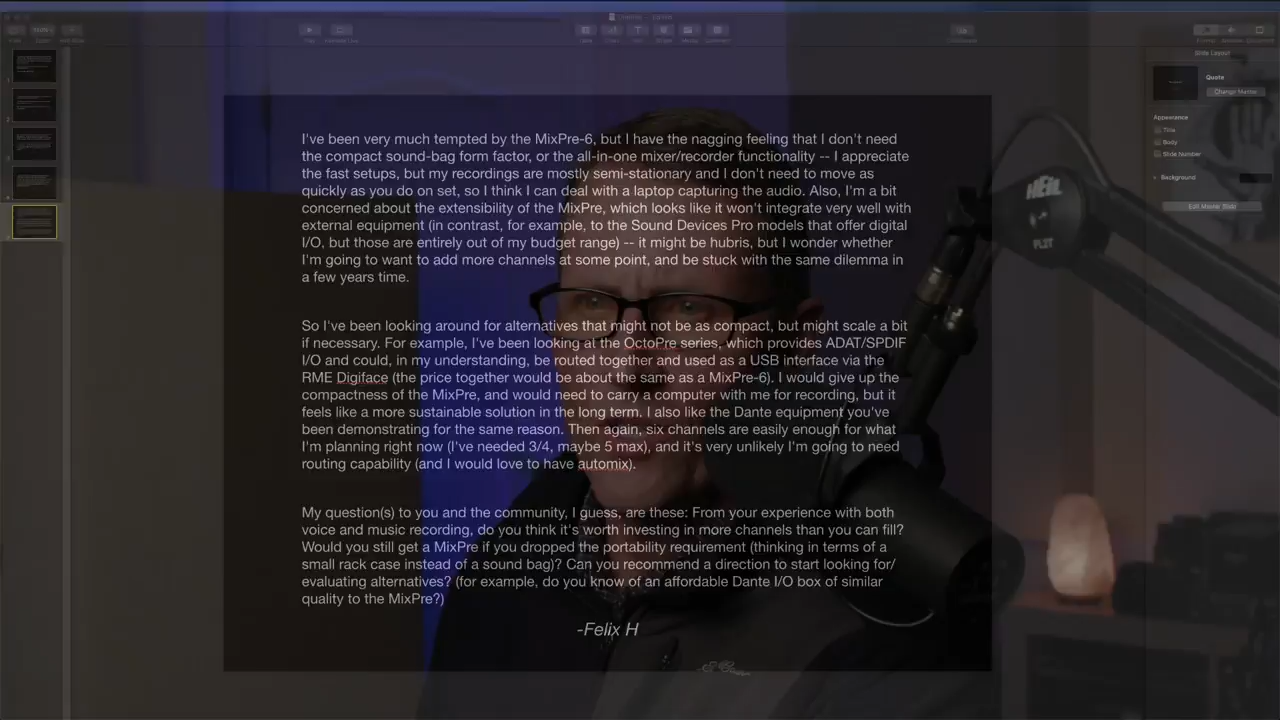 Quote
Slide Layout
Change Master
Appearance
Title
Body
Slide Number
Background
Edit Master Slide
I've been very much tempted by the MixPre-6, but I have the nagging feeling that I don't need
the compact sound-bag form factor, or the all-in-one mixer/recorder functionality -- I appreciate
the fast setups, but my recordings are mostly semi-stationary and I don't need to move as
quickly as you do on set, so I think I can deal with a laptop capturing the audio. Also, I'm a bit
concerned about the extensibility of the MixPre, which looks like it won't integrate very well with
external equipment (in contrast, for example, to the Sound Devices Pro models that offer digital
I/O, but those are entirely out of my budget range) -- it might be hubris, but I wonder whether
I'm going to want to add more channels at some point, and be stuck with the same dilemma in
a few years time.
So I've been looking around for alternatives that might not be as compact, but might scale a bit
if necessary. For example, I've been looking at the OctoPre series, which provides ADAT/SPDIF
I/O and could, in my understanding, be routed together and used as a USB interface via the
RME Digiface (the price together would be about the same as a MixPre-6). I would give up the
compactness of the MixPre, and would need to carry a computer with me for recording, but it
feels like a more sustainable solution in the long term. I also like the Dante equipment you've
been demonstrating for the same reason. Then again, six channels are easily enough for what
I'm planning right now (I've needed 3/4, maybe 5 max), and it's very unlikely I'm going to need
routing capability (and I would love to have automix).
My question(s) to you and the community, I guess, are these: From your experience with both
voice and music recording, do you think it's worth investing in more channels than you can fill?
Would you still get a MixPre if you dropped the portability requirement (thinking in terms of a
small rack case instead of a sound bag)? Can you recommend a direction to start looking for/
evaluating alternatives? (for example, do you know of an affordable Dante I/O box of similar
quality to the MixPre?)
-Felix H
HEIL